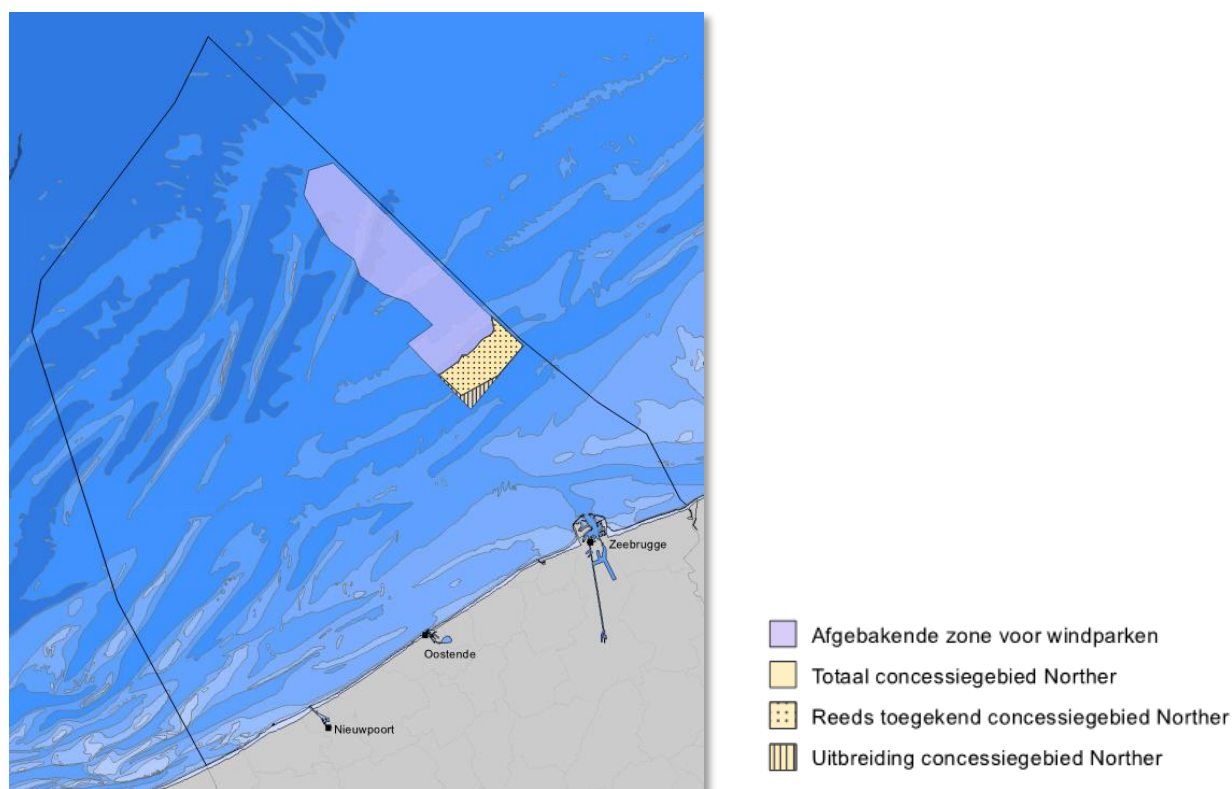 Zeebrugge
Oostende
Nieuwpoort
Afgebakende zone voor windparken
Totaal concessiegebied Norther
Reeds toegekend concessiegebied Norther
Uitbreiding concessiegebied Norther